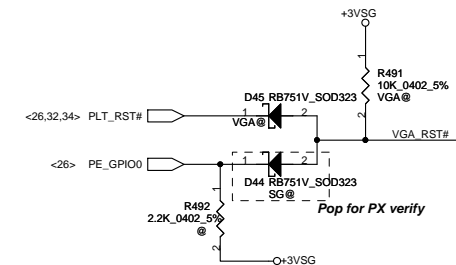 +3VSG
1
R491
10K_0402_5%
VGA@
2
D45 RB751V_SOD323
<26,32,34> PLT_RST#
1
2
VGA@
VGA_RST#
<26> PE_GPIO0
1
2
D44 RB751V_SOD323
SG@
Pop for PX verify
1
R492
2.2K_0402_5%
@
2
+3VSG